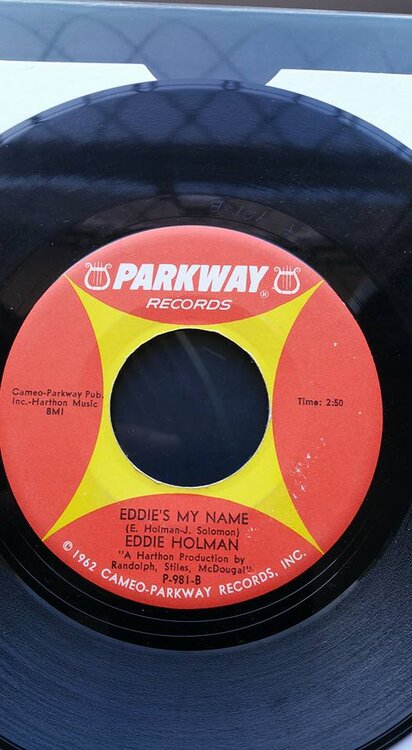 PARKWAY®
RECORDS
Cameo-Parkway Pub.
Inc.-Harthon Music
BMI
Time: 2:50
EDDIE'S MY NAME
(E. Holman-J. Solomon)
EDDIE HOLMAN
"A Harthon Production by
Randolph, Stiles, McDougal"
P-981-B
© 1962 CAMEO-PARKWAY RECORDS, INC.